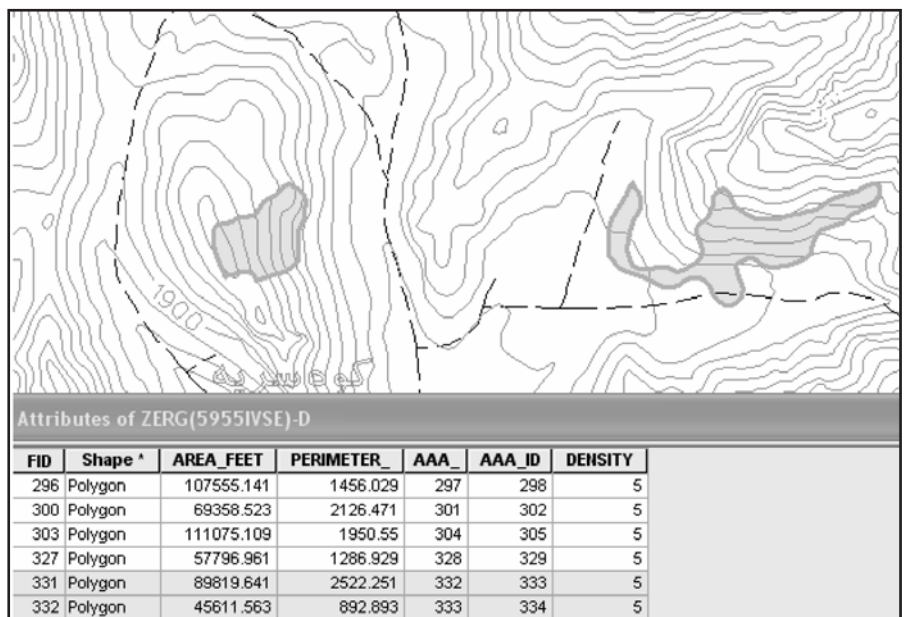 1900
Attributes of ZERG(5955IVSE)-D
FID Shape * AREA_FEET PERIMETER_ AAA_ AAA_ID DENSITY
296 Polygon 107555.141 1456.029 297 298 5
300 Polygon 69358.523 2126.471 301 302 5
303 Polygon 111075.109 1950.55 304 305 5
327 Polygon 57796.961 1286.929 328 329 5
331 Polygon 89819.641 2522.251 332 333 5
332 Polygon 45611.563 892.893 333 334 5